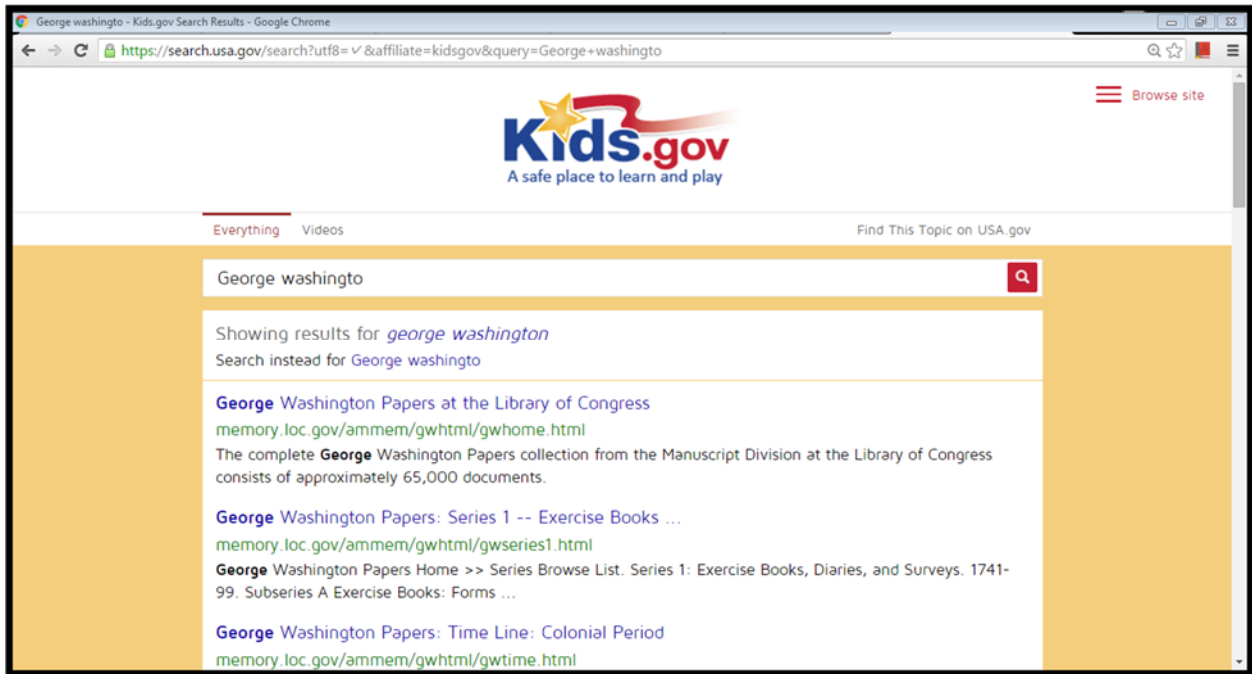 George washingto - Kids.gov Search Results - Google Chrome
https://search.usa.gov/search?utf8=✓&affiliate=kidsgov&query=George+washingto
Browse site
Kids.gov
A safe place to learn and play
Everything Videos Find This Topic on USA.gov
George washingto
Showing results for george washington
Search instead for George washingto
George Washington Papers at the Library of Congress
memory.loc.gov/ammem/gwhtml/gwhome.html
The complete George Washington Papers collection from the Manuscript Division at the Library of Congress
consists of approximately 65,000 documents.
George Washington Papers: Series 1 -- Exercise Books ...
memory.loc.gov/ammem/gwhtml/gwseries1.html
George Washington Papers Home >> Series Browse List. Series 1: Exercise Books, Diaries, and Surveys. 1741-
99. Subseries A Exercise Books: Forms ...
George Washington Papers: Time Line: Colonial Period
memory.loc.gov/ammem/gwhtml/gwtime.html